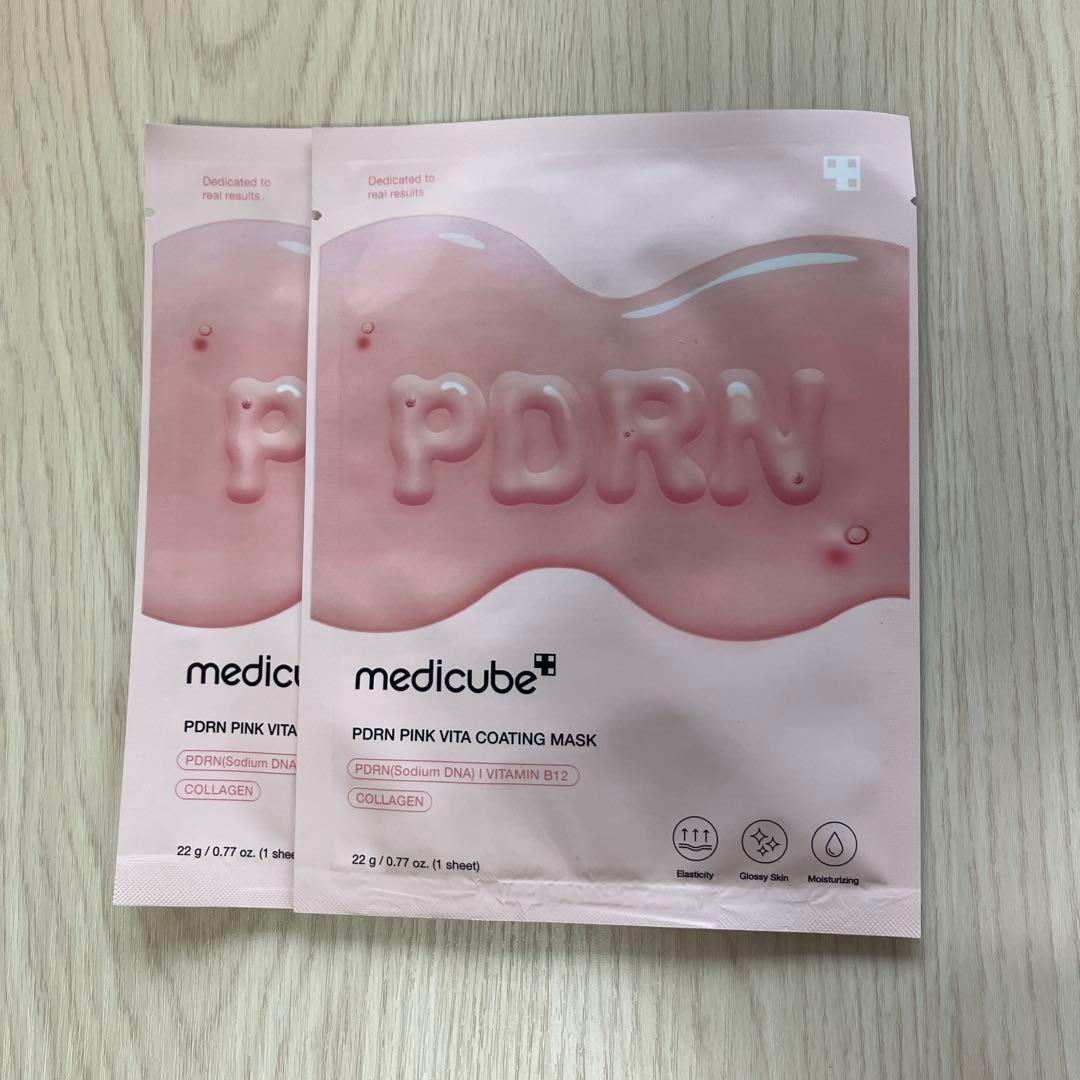 Dedicated to
real results
P
medicu
PDRN PINK VITA
PDRN(Sodium DNA
COLLAGEN
22 g / 0.77 oz. (1 shee
Dedicated to
real results
PDRN
medicube
PDRN PINK VITA COATING MASK
PDRN(Sodium DNA) I VITAMIN B12
COLLAGEN
22 g / 0.77 oz. (1 sheet)
Elasticity
Glossy Skin
Moisturizing